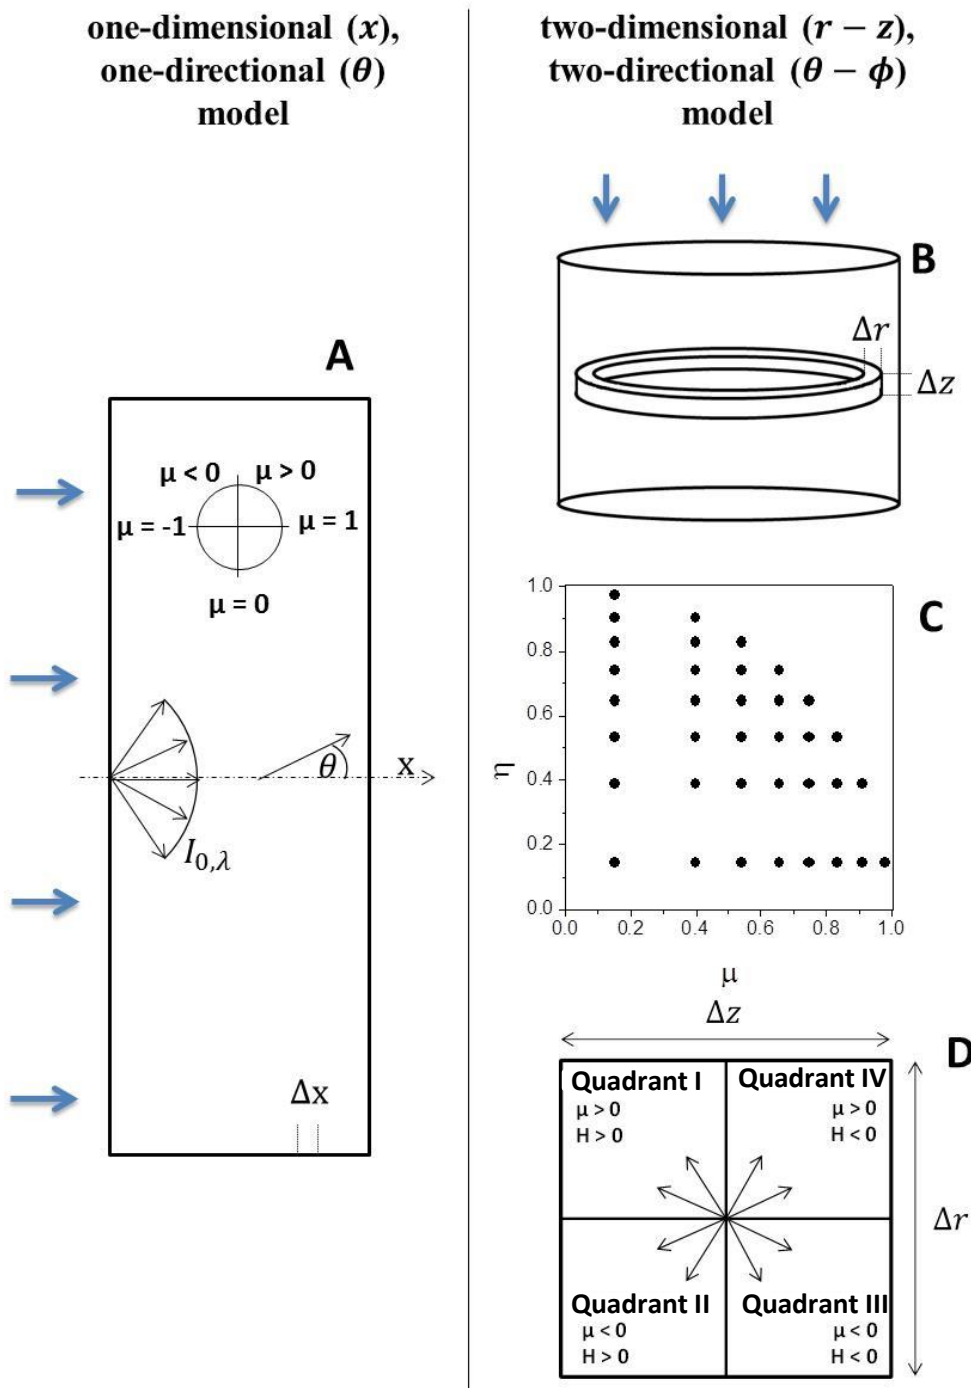 one-dimensional (x),
one-directional (θ)
model
A
μ < 0
μ > 0
μ = -1
μ = 1
μ = 0
θ
x
I0,λ
Δx
two-dimensional (r − z),
two-directional (θ − ϕ)
model
B
Δr
Δz
C
1.0
0.8
0.6
η
0.4
0.2
0.0
0.0 0.2 0.4 0.6 0.8 1.0
μ
Δz
D
Quadrant I
μ > 0
H > 0
Quadrant IV
μ > 0
H < 0
Δr
Quadrant II
μ < 0
H > 0
Quadrant III
μ < 0
H < 0